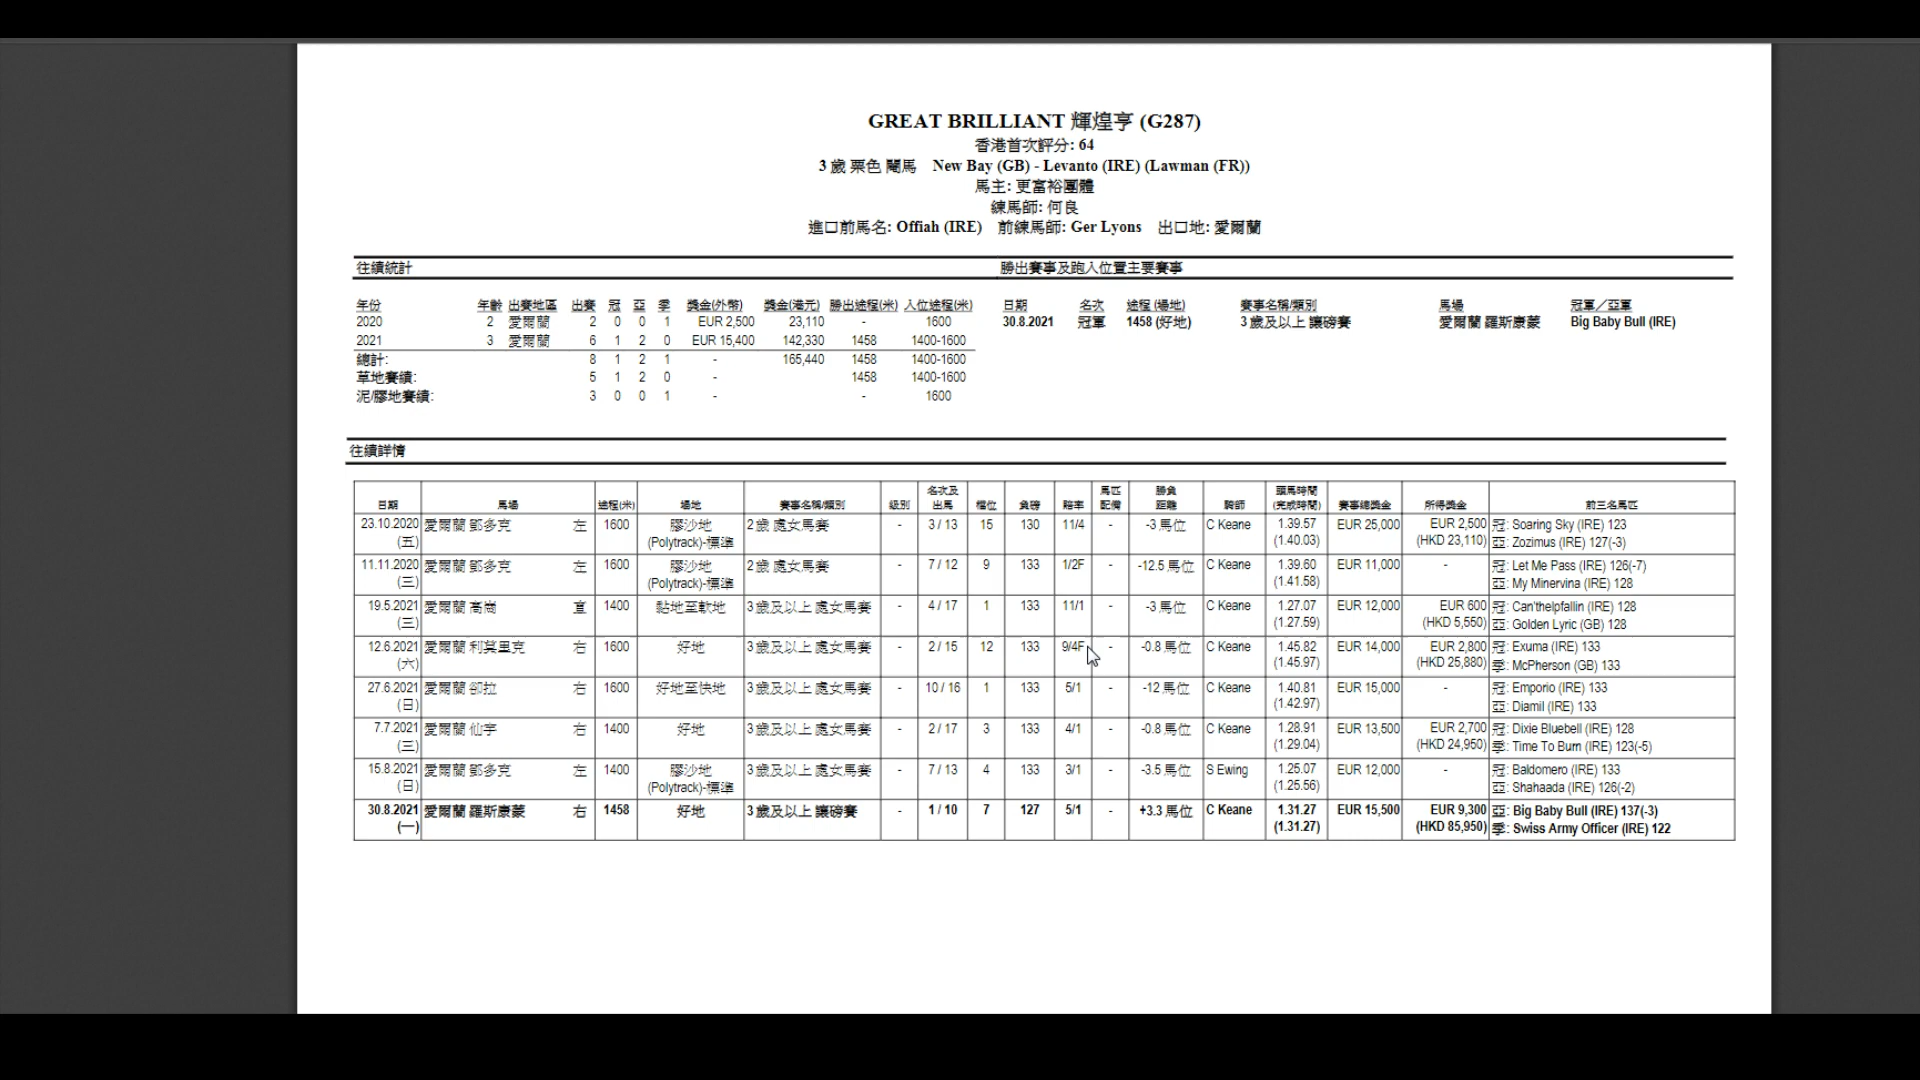 GREAT BRILLIANT 輝煌亨 (G287)
香港首次評分: 64
3 歲 栗色 閹馬 New Bay (GB) - Levanto (IRE) (Lawman (FR))
馬主: 更富裕團體
練馬師: 何良
進口前馬名: Offiah (IRE) 前練馬師: Ger Lyons 出口地: 愛爾蘭
往績統計 勝出賽事及跑入位置主要賽事
年份 年齡 出賽地區 出賽 冠 亞 季 獎金(外幣) 獎金(港元) 勝出途程(米) 入位途程(米) 日期 名次 途程 (場地) 賽事名稱/類別 馬場 冠軍／亞軍
2020 2 愛爾蘭 2 0 0 1 EUR 2,500 23,110 - 1600 30.8.2021 冠軍 1458 (好地) 3 歲及以上 讓磅賽 愛爾蘭 羅斯康蒙 Big Baby Bull (IRE)
2021 3 愛爾蘭 6 1 2 0 EUR 15,400 142,330 1458 1400-1600
總計: 8 1 2 1 - 165,440 1458 1400-1600
草地賽績: 5 1 2 0 - 1458 1400-1600
泥/膠地賽績: 3 0 0 1 - - 1600
往績詳情
日期 馬場 途程(米) 場地 賽事名稱/類別 級別 名次及出馬 檔位 負磅 賠率 馬匹配備 勝負距離 騎師 頭馬時間(完成時間) 賽事總獎金 所得獎金 前三名馬匹
23.10.2020 愛爾蘭 鄧多克 左 1600 膠沙地 2 歲 處女馬賽 - 3 / 13 15 130 11/4 - -3 馬位 C Keane 1.39.57 EUR 25,000 EUR 2,500 冠: Soaring Sky (IRE) 123
(五) (Polytrack)-標準 (1.40.03) (HKD 23,110) 亞: Zozimus (IRE) 127(-3)
11.11.2020 愛爾蘭 鄧多克 左 1600 膠沙地 2 歲 處女馬賽 - 7 / 12 9 133 1/2F - -12.5 馬位 C Keane 1.39.60 EUR 11,000 - 冠: Let Me Pass (IRE) 126(-7)
(三) (Polytrack)-標準 (1.41.58) 亞: My Minervina (IRE) 128
19.5.2021 愛爾蘭 高崗 直 1400 黏地至軟地 3 歲及以上 處女馬賽 - 4 / 17 1 133 11/1 - -3 馬位 C Keane 1.27.07 EUR 12,000 EUR 600 冠: Can'thelpfallin (IRE) 128
(三) (1.27.59) (HKD 5,550) 亞: Golden Lyric (GB) 128
12.6.2021 愛爾蘭 利莫里克 右 1600 好地 3 歲及以上 處女馬賽 - 2 / 15 12 133 9/4F - -0.8 馬位 C Keane 1.45.82 EUR 14,000 EUR 2,800 冠: Exuma (IRE) 133
(六) (1.45.97) (HKD 25,880) 季: McPherson (GB) 133
27.6.2021 愛爾蘭 卻拉 右 1600 好地至快地 3 歲及以上 處女馬賽 - 10 / 16 1 133 5/1 - -12 馬位 C Keane 1.40.81 EUR 15,000 - 冠: Emporio (IRE) 133
(日) (1.42.97) 亞: Diamil (IRE) 133
7.7.2021 愛爾蘭 仙宇 右 1400 好地 3 歲及以上 處女馬賽 - 2 / 17 3 133 4/1 - -0.8 馬位 C Keane 1.28.91 EUR 13,500 EUR 2,700 冠: Dixie Bluebell (IRE) 128
(三) (1.29.04) (HKD 24,950) 季: Time To Burn (IRE) 123(-5)
15.8.2021 愛爾蘭 鄧多克 左 1400 膠沙地 3 歲及以上 處女馬賽 - 7 / 13 4 133 3/1 - -3.5 馬位 S Ewing 1.25.07 EUR 12,000 - 冠: Baldomero (IRE) 133
(日) (Polytrack)-標準 (1.25.56) 亞: Shahaada (IRE) 126(-2)
30.8.2021 愛爾蘭 羅斯康蒙 右 1458 好地 3 歲及以上 讓磅賽 - 1 / 10 7 127 5/1 - +3.3 馬位 C Keane 1.31.27 EUR 15,500 EUR 9,300 亞: Big Baby Bull (IRE) 137(-3)
(一) (1.31.27) (HKD 85,950) 季: Swiss Army Officer (IRE) 122